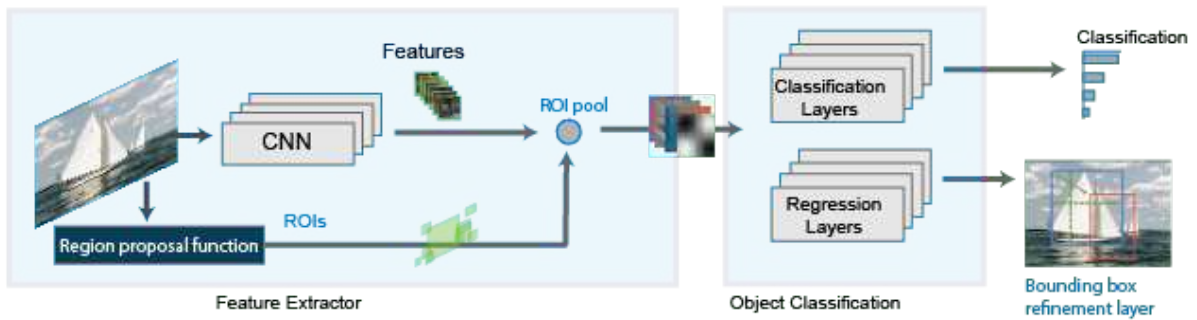 Features
Classification
ROI pool
Classification
Layers
CNN
Regression
Layers
ROIs
Region proposal function
Bounding box
refinement layer
Feature Extractor
Object Classification